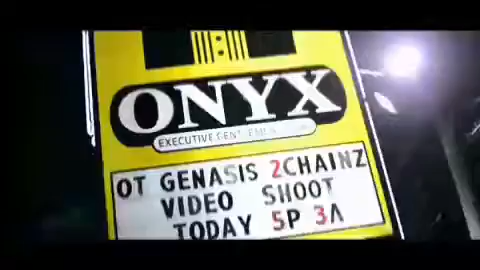 ONYX
EXECUTIVE GENTLEMEN'S
OT GENASIS 2CHAINZ
VIDEO SHOOT
TODAY 5P 3A